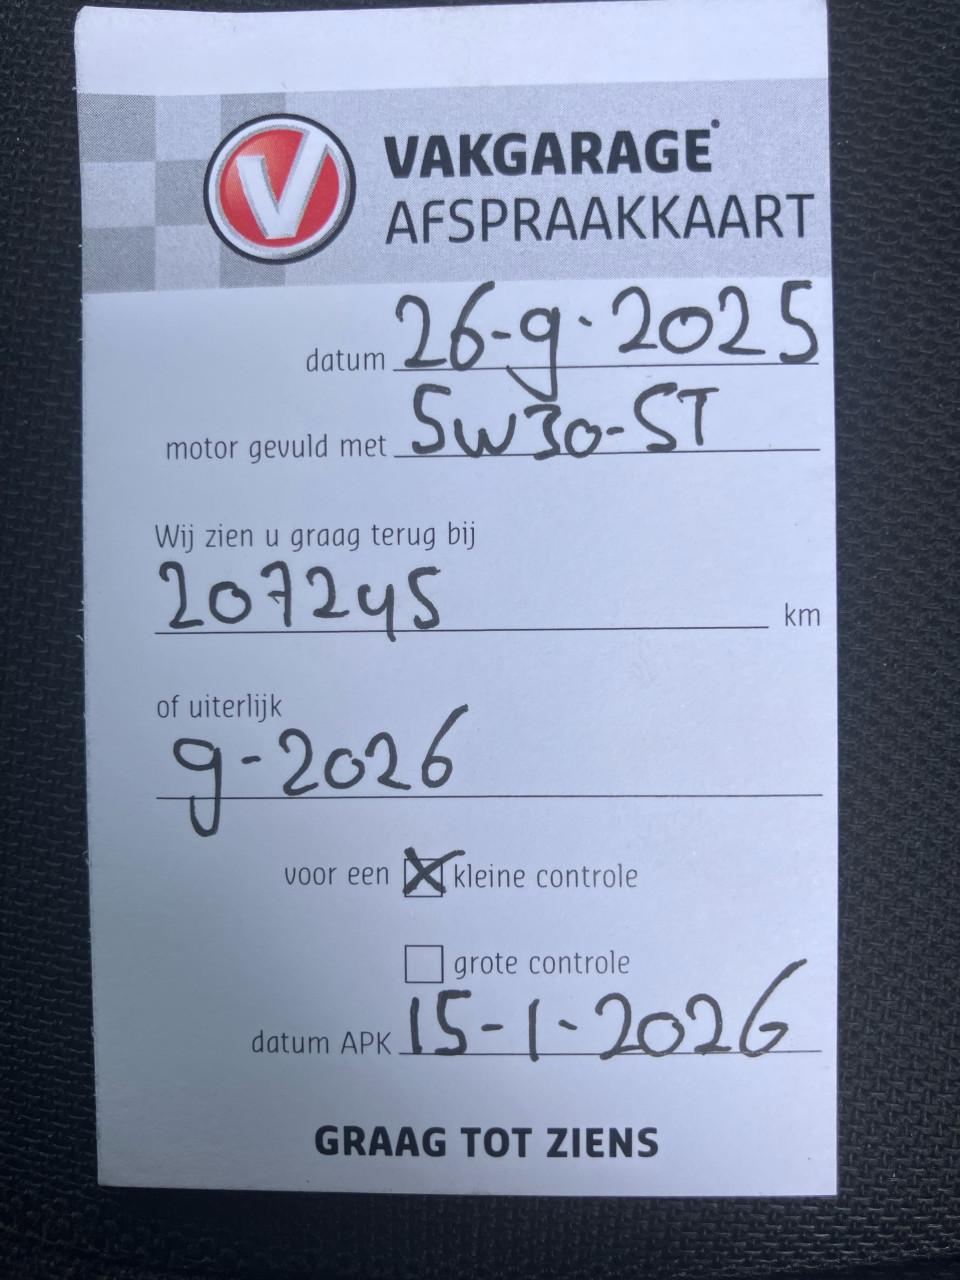 V
VAKGARAGE
AFSPRAAKKAART
datum 26-9-2025
motor gevuld met 5W30-ST
Wij zien u graag terug bij
207245 km
of uiterlijk
9-2026
voor een X kleine controle
grote controle
datum APK 15-1-2026
GRAAG TOT ZIENS